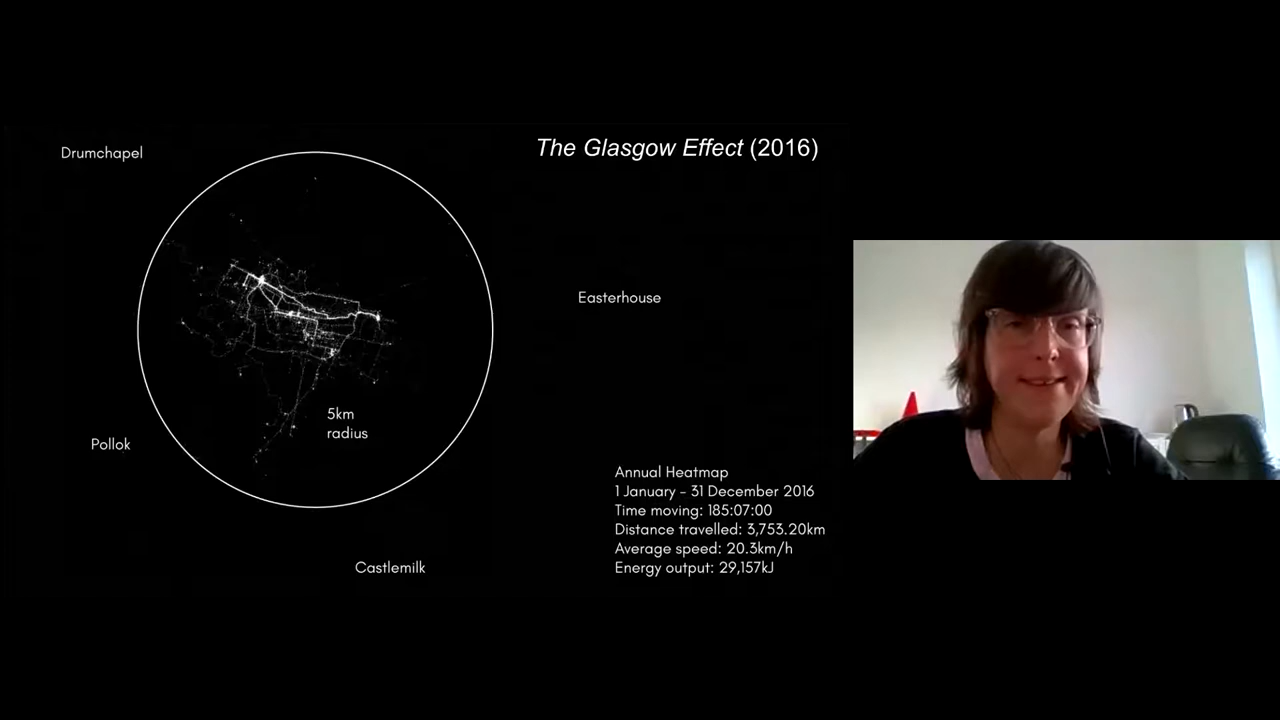 The Glasgow Effect (2016)
Drumchapel
Easterhouse
5km
radius
Pollok
Castlemilk
Annual Heatmap
1 January - 31 December 2016
Time moving: 185:07:00
Distance travelled: 3,753.20km
Average speed: 20.3km/h
Energy output: 29,157kJ